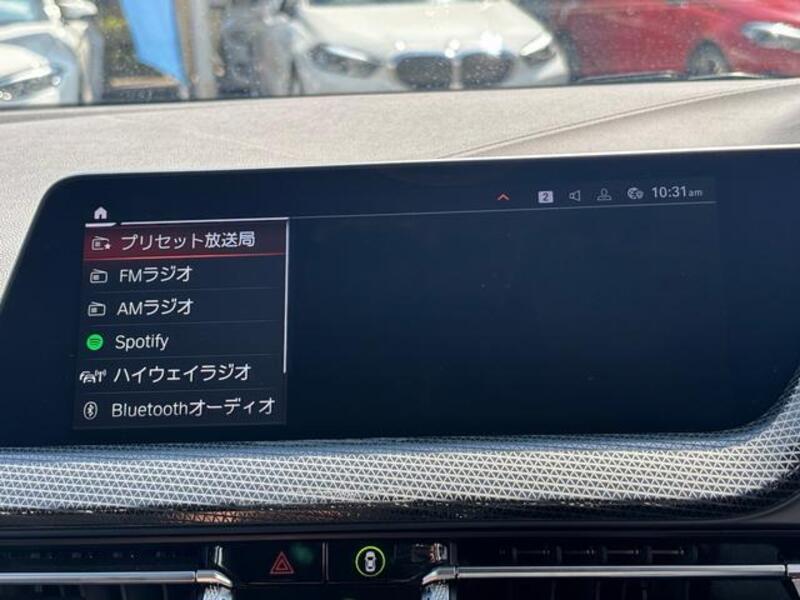 2
10:31am
プリセット放送局
FMラジオ
AMラジオ
Spotify
ハイウェイラジオ
Bluetoothオーディオ